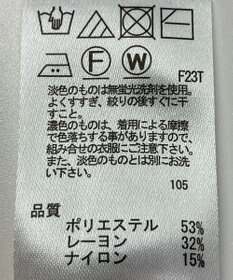 F
W
F23T
淡色のものは無蛍光洗剤を使用。
よくすすぎ、絞りの後すぐに干
すこと。
濃色のものは、着用による摩擦
で色落ちする事がありますので、
組み合せの衣服にご注意下さい。
また、淡色のものとは別にお洗
い下さい。
105
品質
ポリエステル 53%
レーヨン 32%
ナイロン 15%